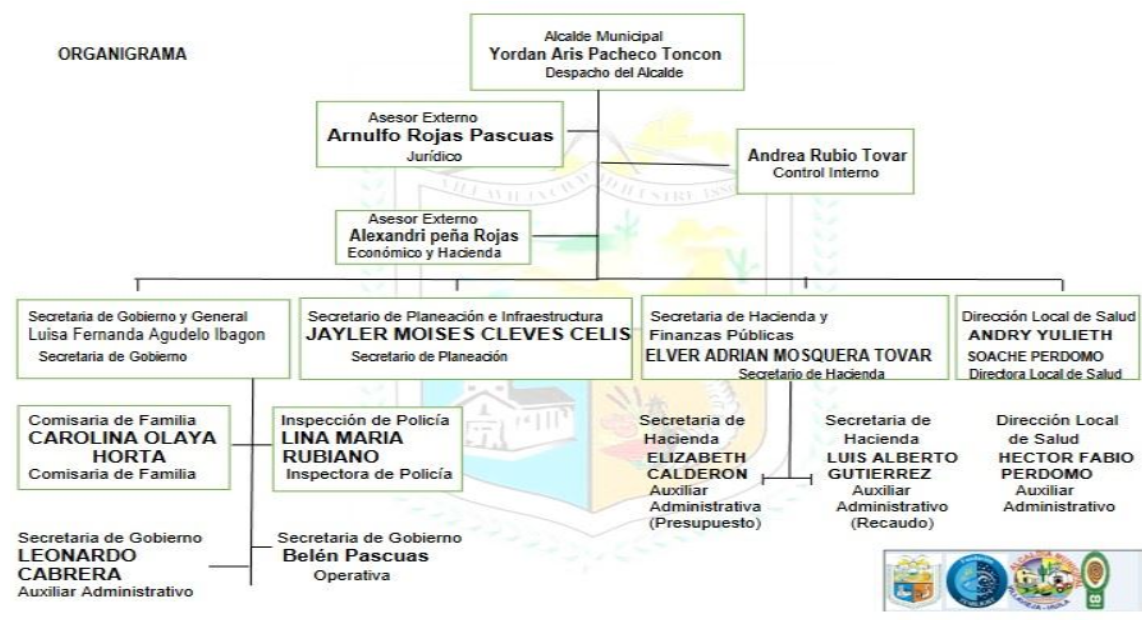 ORGANIGRAMA
Alcalde Municipal
Yordan Aris Pacheco Toncon
Despacho del Alcalde
Asesor Externo
Arnulfo Rojas Pascuas
Jurídico
Andrea Rubio Tovar
Control Interno
Asesor Externo
Alexandri peña Rojas
Económico y Hacienda
Secretaria de Gobierno y General
Luisa Fernanda Agudelo Ibagon
Secretaria de Gobierno
Secretario de Planeación e Infraestructura
JAYLER MOISES CLEVES CELIS
Secretario de Planeación
Secretaria de Hacienda y
Finanzas Públicas
ELVER ADRIAN MOSQUERA TOVAR
Secretario de Hacienda
Dirección Local de Salud
ANDRY YULIETH
SOACHE PERDOMO
Directora Local de Salud
Comisaria de Familia
CAROLINA OLAYA
HORTA
Comisaria de Familia
Inspección de Policía
LINA MARIA
RUBIANO
Inspectora de Policía
Secretaria de
Hacienda
ELIZABETH
CALDERON
Auxiliar
Administrativa
(Presupuesto)
Secretaria de
Hacienda
LUIS ALBERTO
GUTIERREZ
Auxiliar
Administrativo
(Recaudo)
Dirección Local
de Salud
HECTOR FABIO
PERDOMO
Auxiliar
Administrativo
Secretaria de Gobierno
LEONARDO
CABRERA
Auxiliar Administrativo
Secretaria de Gobierno
Belén Pascuas
Operativa
ALCALDIA MUNICIPAL
VILLAVIEJA - HUILA